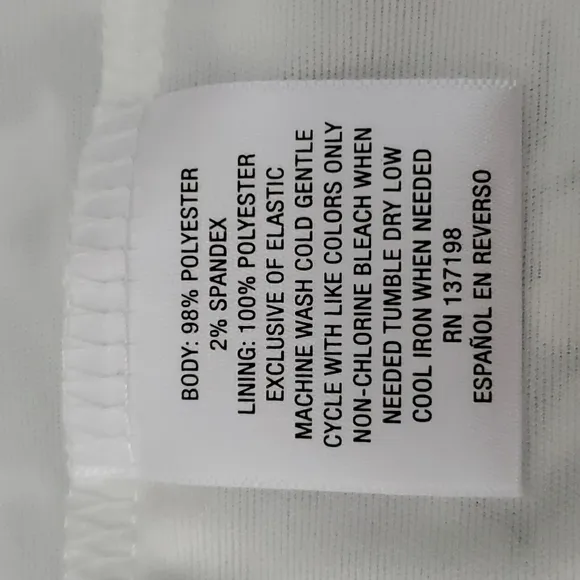 BODY: 98% POLYESTER
2% SPANDEX
LINING: 100% POLYESTER
EXCLUSIVE OF ELASTIC
MACHINE WASH COLD GENTLE
CYCLE WITH LIKE COLORS ONLY
NON-CHLORINE BLEACH WHEN
NEEDED TUMBLE DRY LOW
COOL IRON WHEN NEEDED
RN 137198
ESPAÑOL EN REVERSO